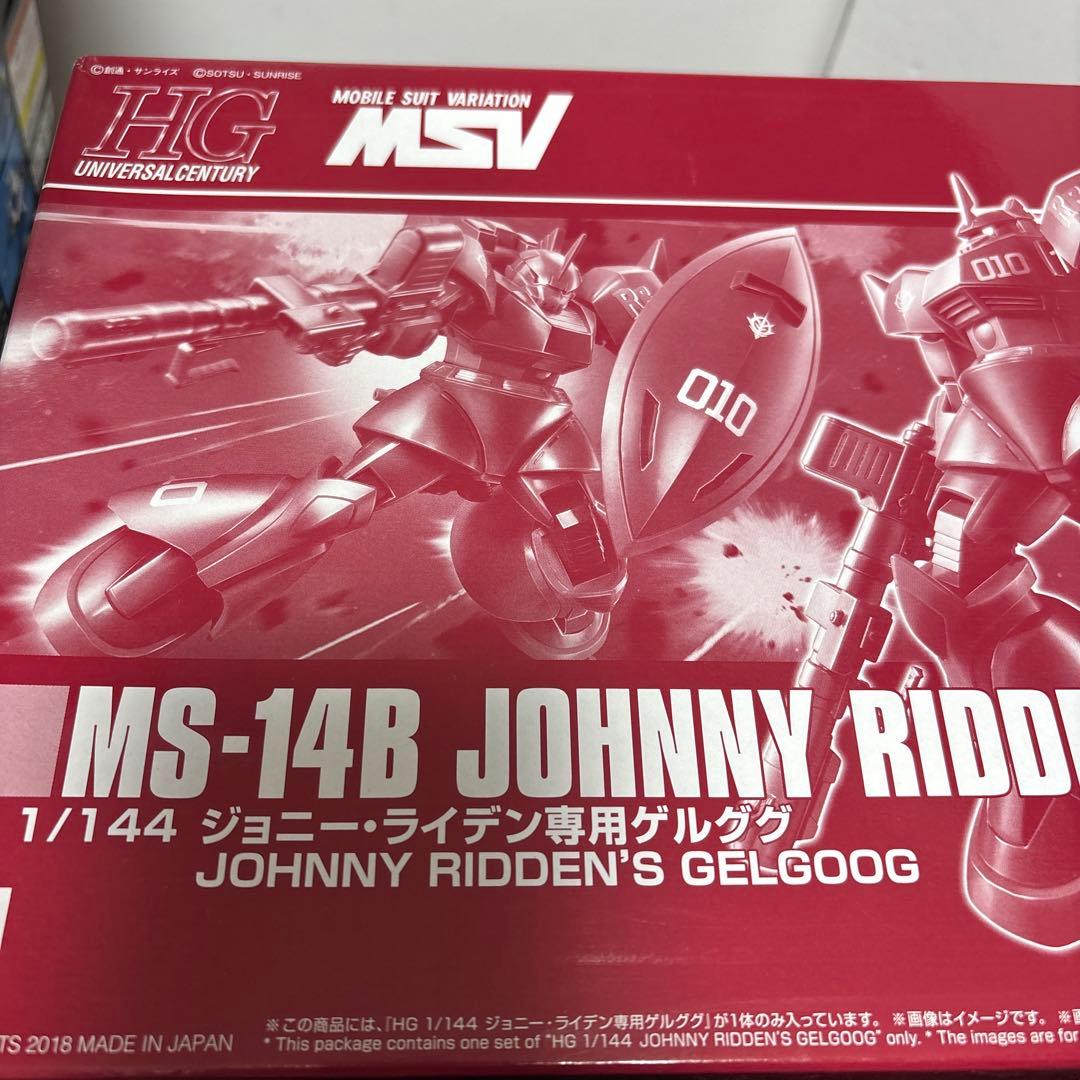 ©創通・サンライズ ©SOTSU・SUNRISE
HG
UNIVERSAL CENTURY
MOBILE SUIT VARIATION
MSV
010
010
MS-14B JOHNNY
1/144 ジョニー・ライデン専用ゲルググ
JOHNNY RIDDEN'S GELGOOG
※この商品には、『HG 1/144 ジョニー・ライデン専用ゲルググ』が1体のみ入っています。 ※画像はイメージです。
2018 MADE IN JAPAN
* This package contains one set of "HG 1/144 JOHNNY RIDDEN'S GELGOOG" only. * The images are for